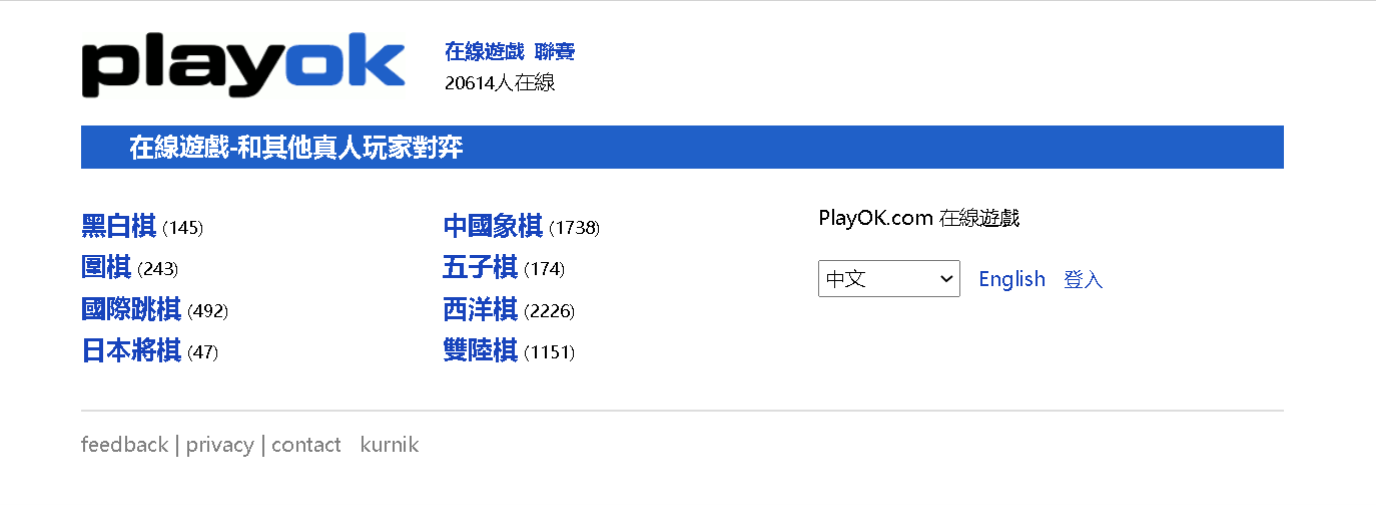 playok
在線遊戲 聯賽
20614人在線
在線遊戲-和其他真人玩家對弈
黑白棋 (145)
圍棋 (243)
國際跳棋 (492)
日本將棋 (47)
中國象棋 (1738)
五子棋 (174)
西洋棋 (2226)
雙陸棋 (1151)
PlayOK.com 在線遊戲
中文 English 登入
feedback | privacy | contact kurnik